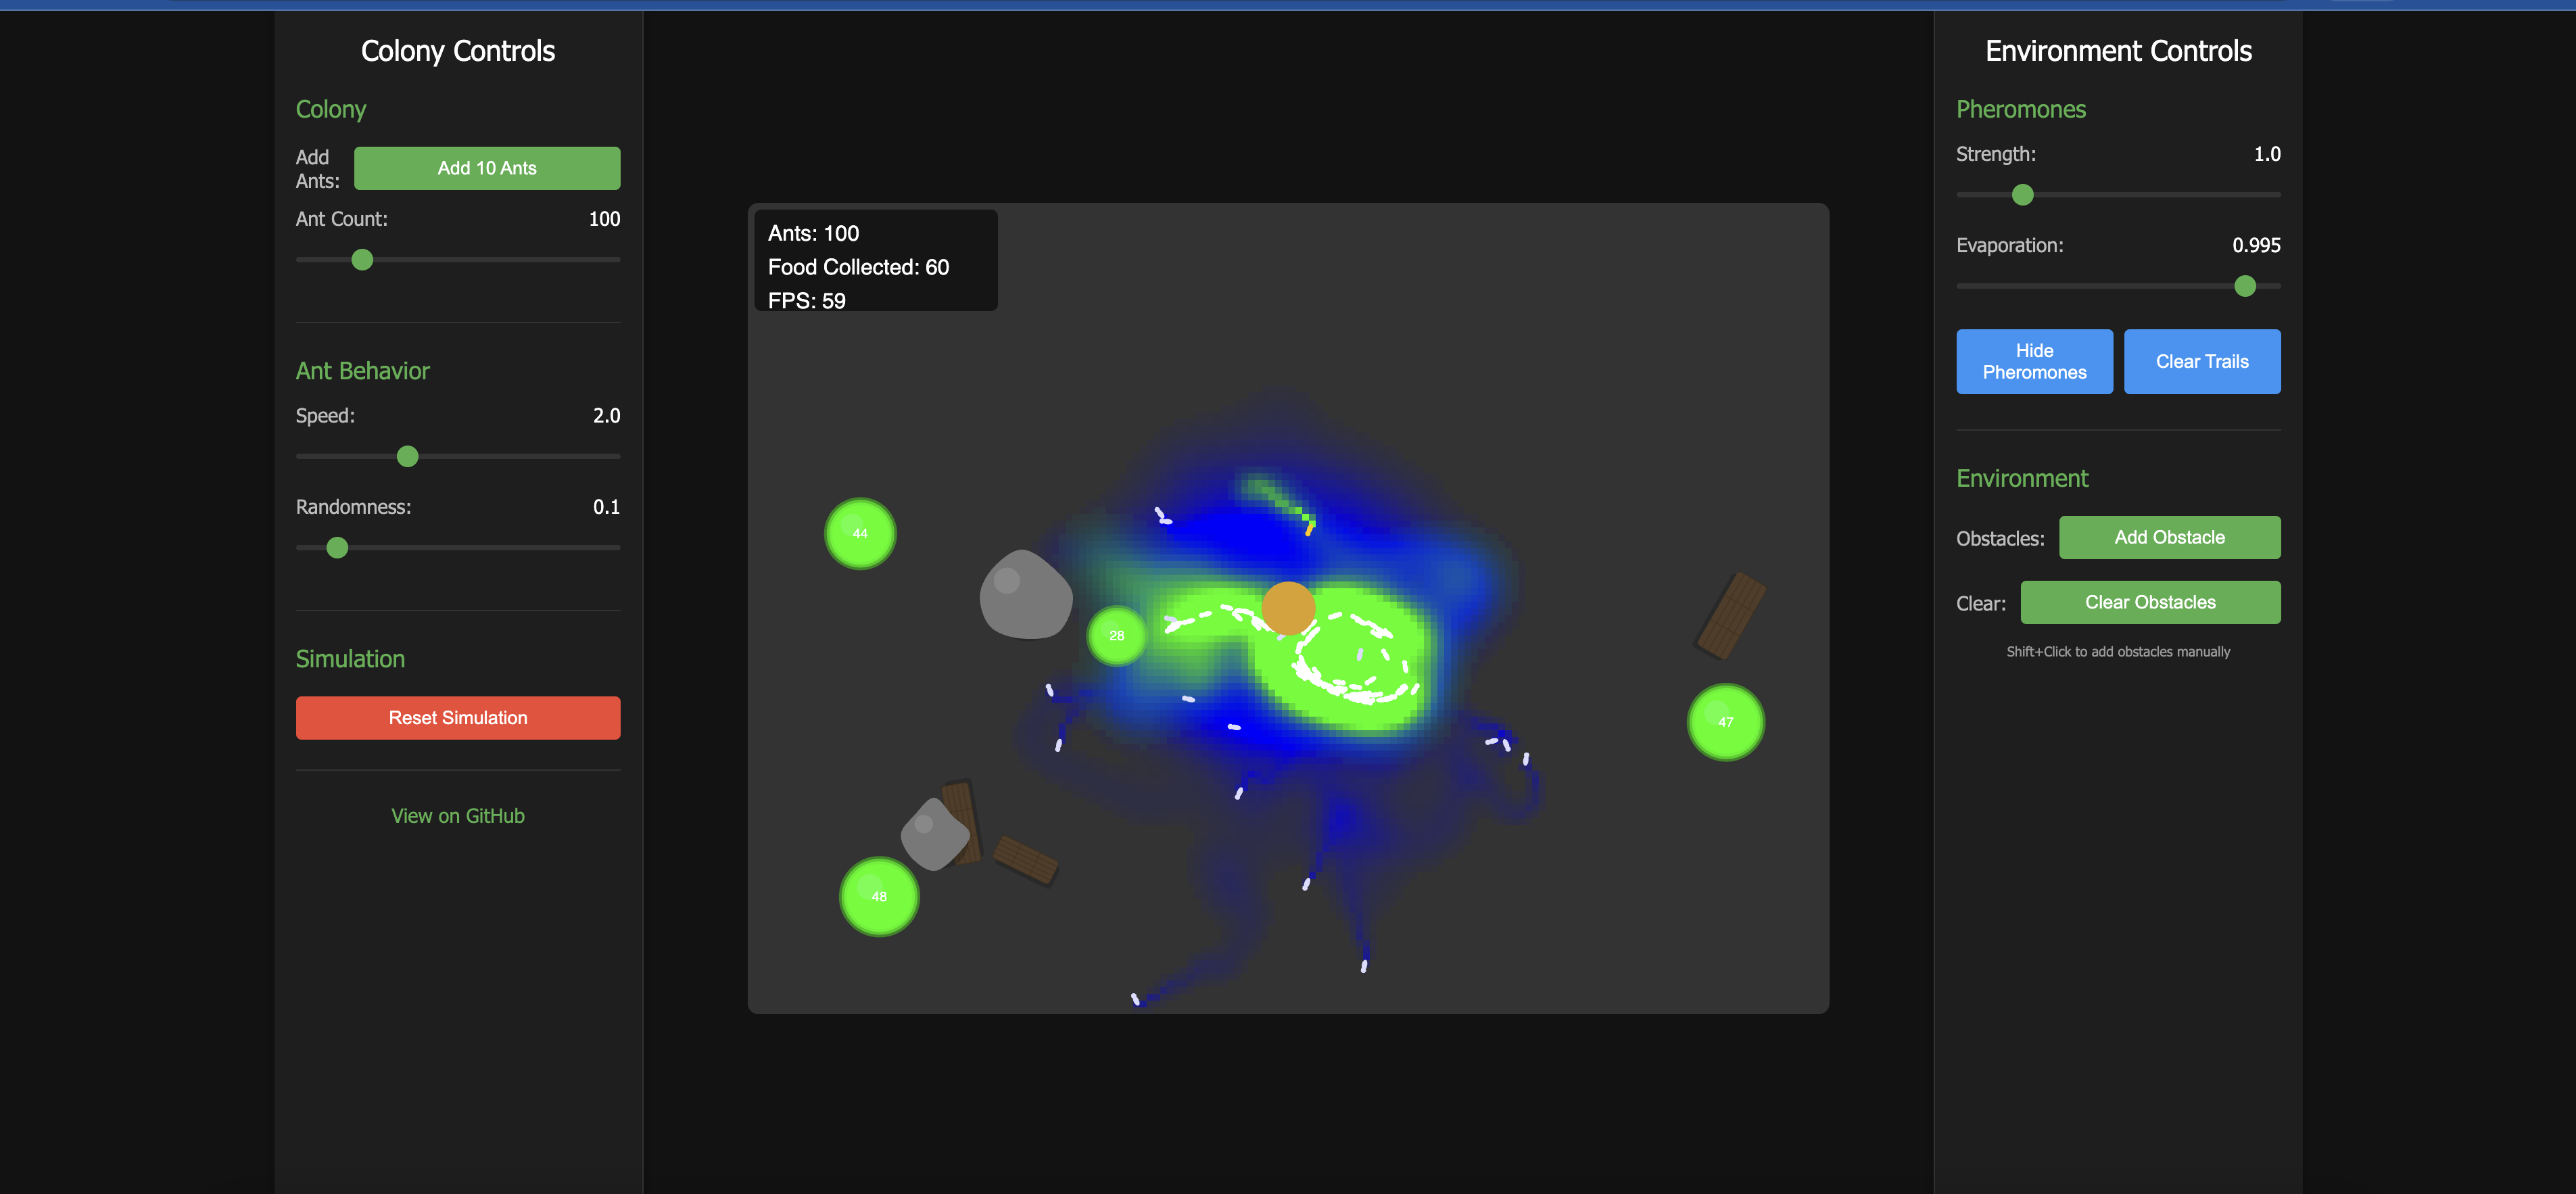 Colony Controls
Colony
Add
Ants:
Add 10 Ants
Ant Count:
100
Ant Behavior
Speed:
2.0
Randomness:
0.1
Simulation
Reset Simulation
View on GitHub
Ants: 100
Food Collected: 60
FPS: 59
44
28
47
48
Environment Controls
Pheromones
Strength:
1.0
Evaporation:
0.995
Hide
Pheromones
Clear Trails
Environment
Obstacles:
Add Obstacle
Clear:
Clear Obstacles
Shift+Click to add obstacles manually